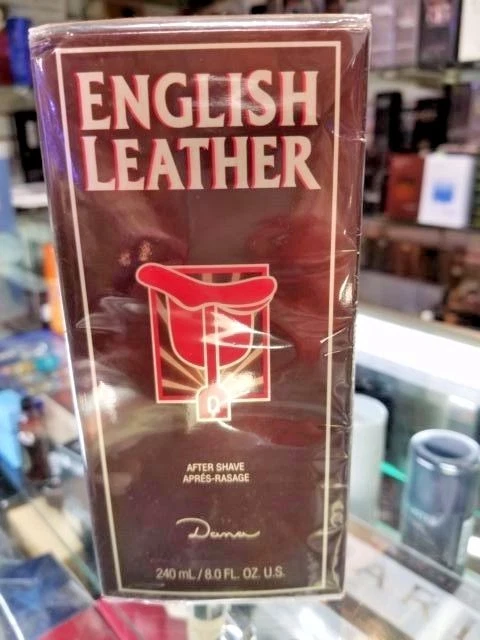 ENGLISH
LEATHER
D
AFTER SHAVE
APRÈS-RASAGE
Dana
240 mL / 8.0 FL. OZ. U.S.